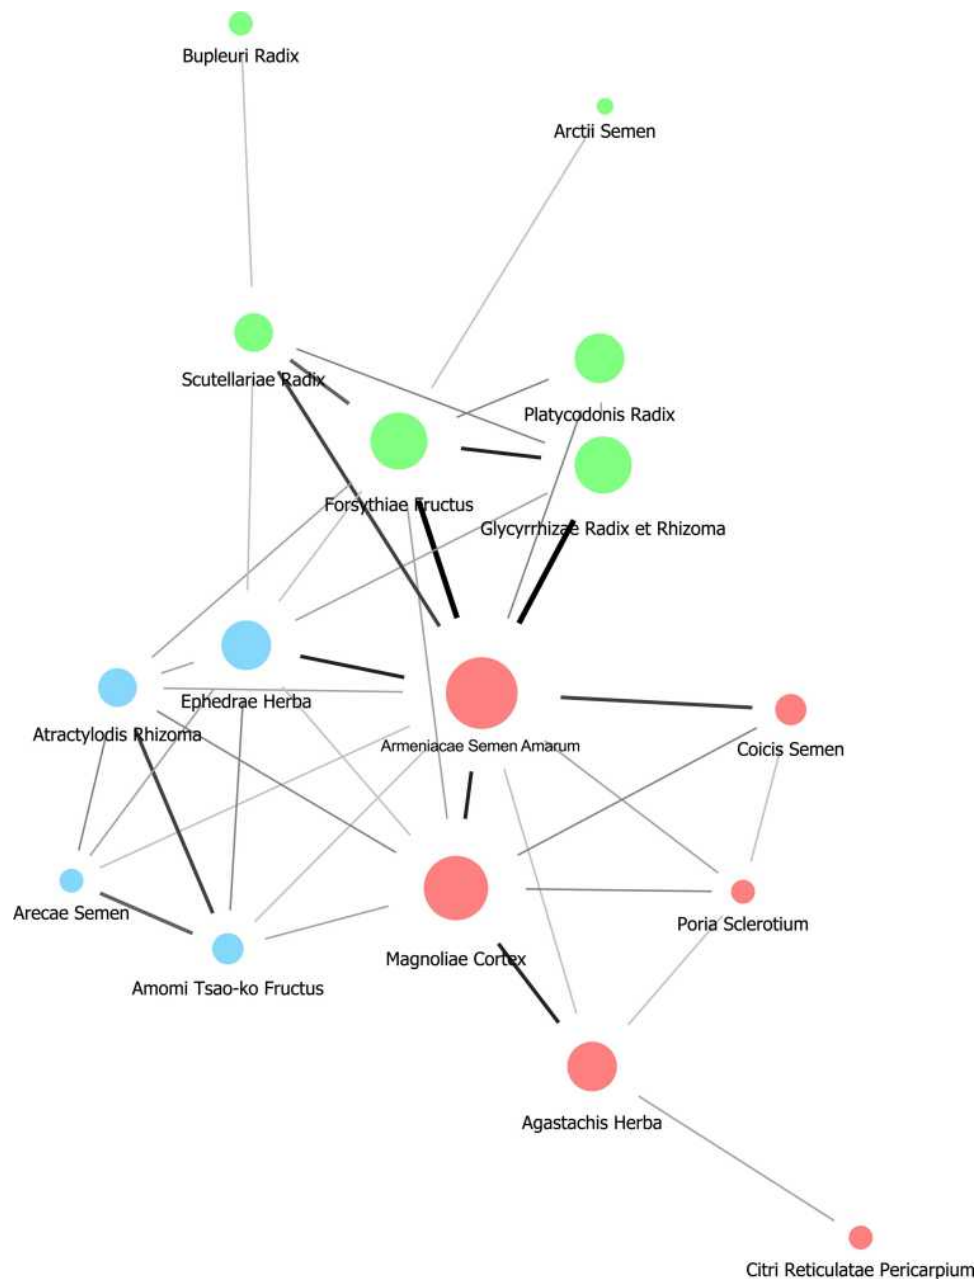 Bupleuri Radix
Arctii Semen
Scutellariae Radix
Platycodonis Radix
Forsythiae Fructus
Glycyrrhizae Radix et Rhizoma
Ephedrae Herba
Atractylodis Rhizoma
Armeniacae Semen Amarum
Coicis Semen
Arecae Semen
Poria Sclerotium
Magnoliae Cortex
Amomi Tsao-ko Fructus
Agastachis Herba
Citri Reticulatae Pericarpium